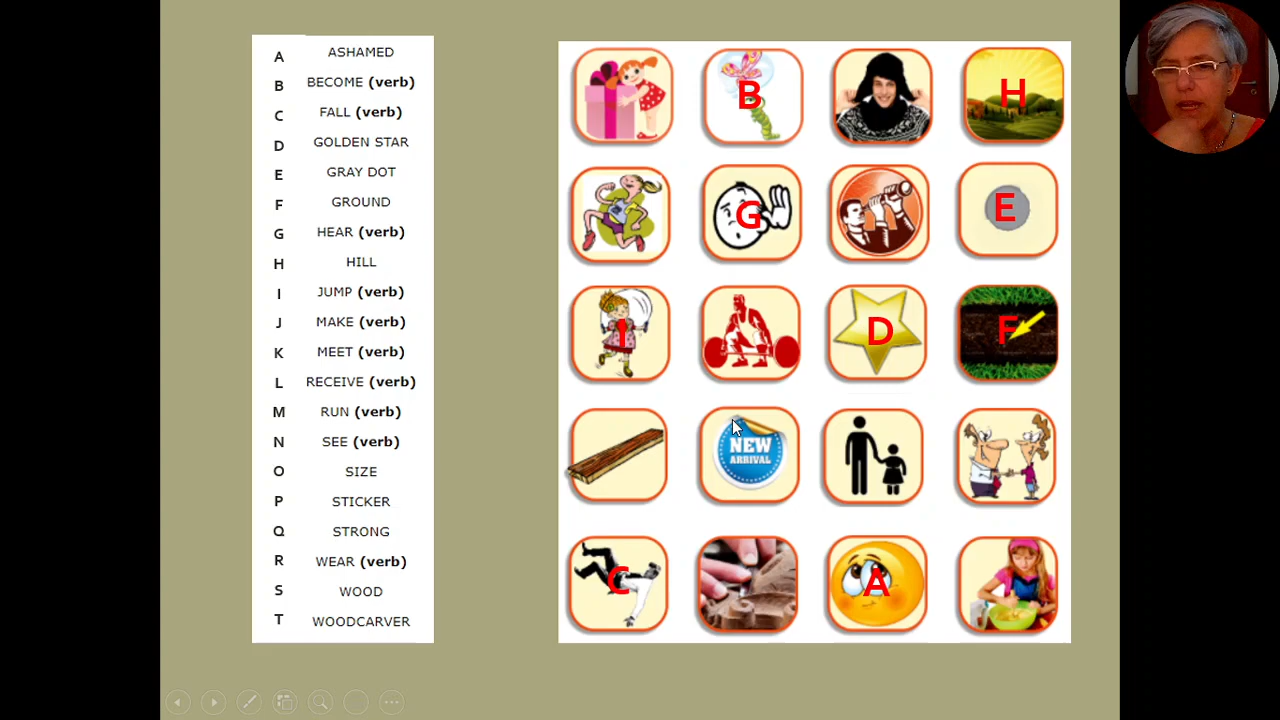 A ASHAMED
B BECOME (verb)
C FALL (verb)
D GOLDEN STAR
E GRAY DOT
F GROUND
G HEAR (verb)
H HILL
I JUMP (verb)
J MAKE (verb)
K MEET (verb)
L RECEIVE (verb)
M RUN (verb)
N SEE (verb)
O SIZE
P STICKER
Q STRONG
R WEAR (verb)
S WOOD
T WOODCARVER
B
H
G
E
I
D
F
NEW
ARRIVAL
C
A